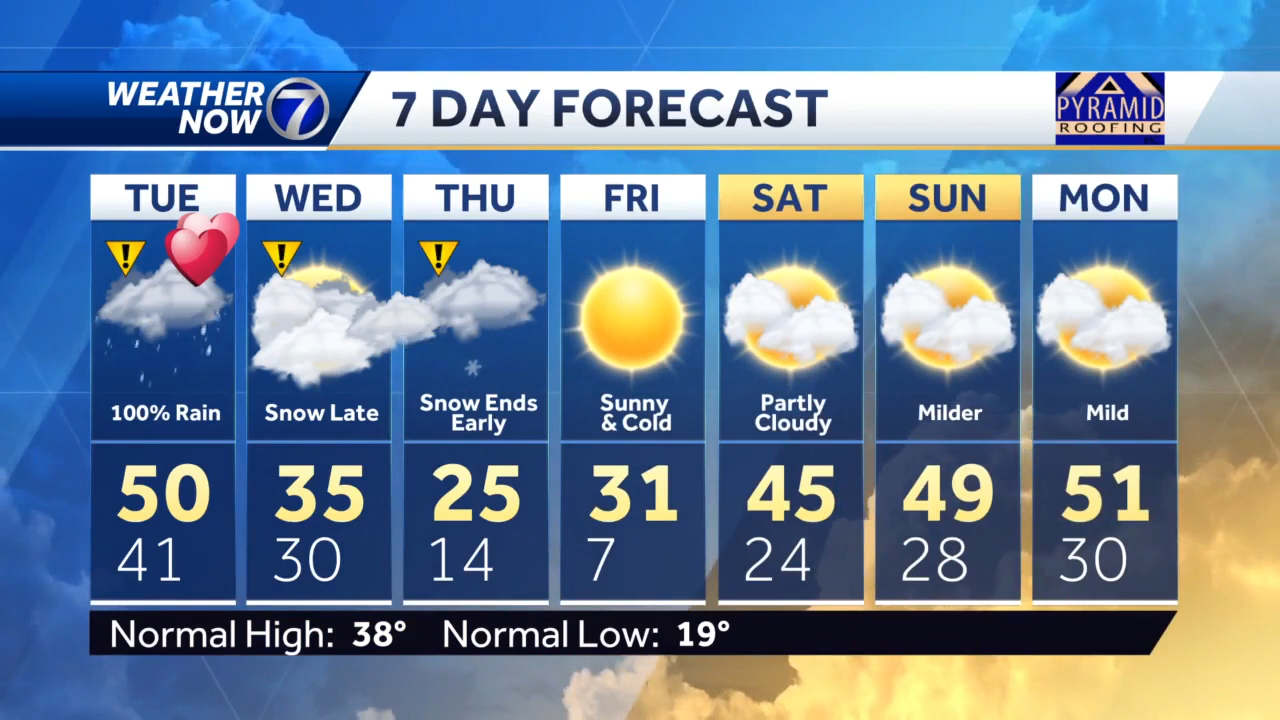 WEATHER
NOW 7
7 DAY FORECAST
PYRAMID
ROOFING
TUE WED THU FRI SAT SUN MON
! ! !
100% Rain
Snow Late
Snow Ends
Early
Sunny
& Cold
Partly
Cloudy
Milder
Mild
50 35 25 31 45 49 51
41 30 14 7 24 28 30
Normal High: 38° Normal Low: 19°